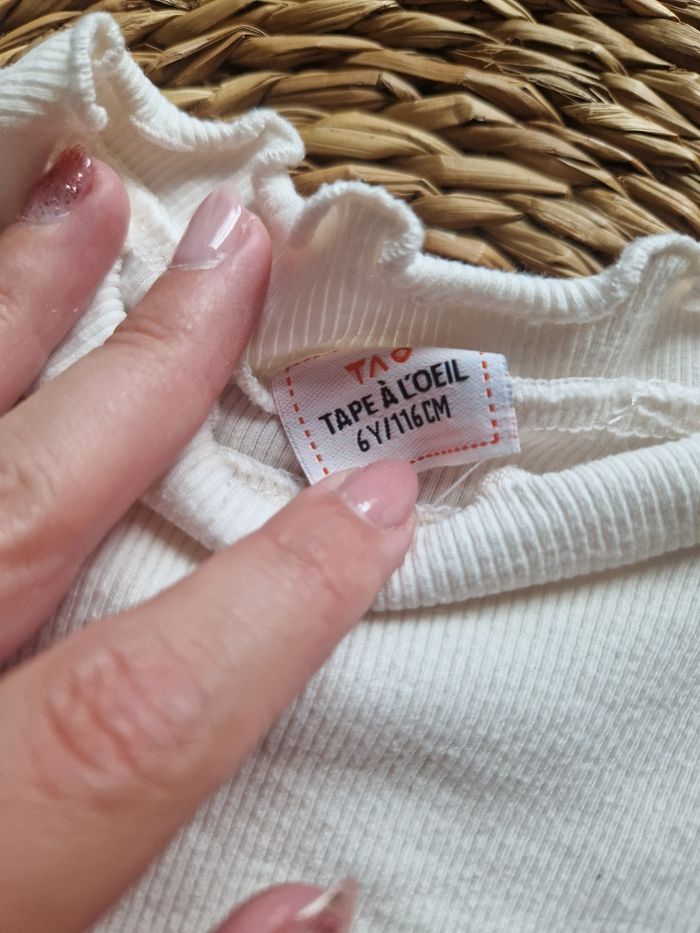 TAO
TAPE À L'OEIL
6Y/116CM